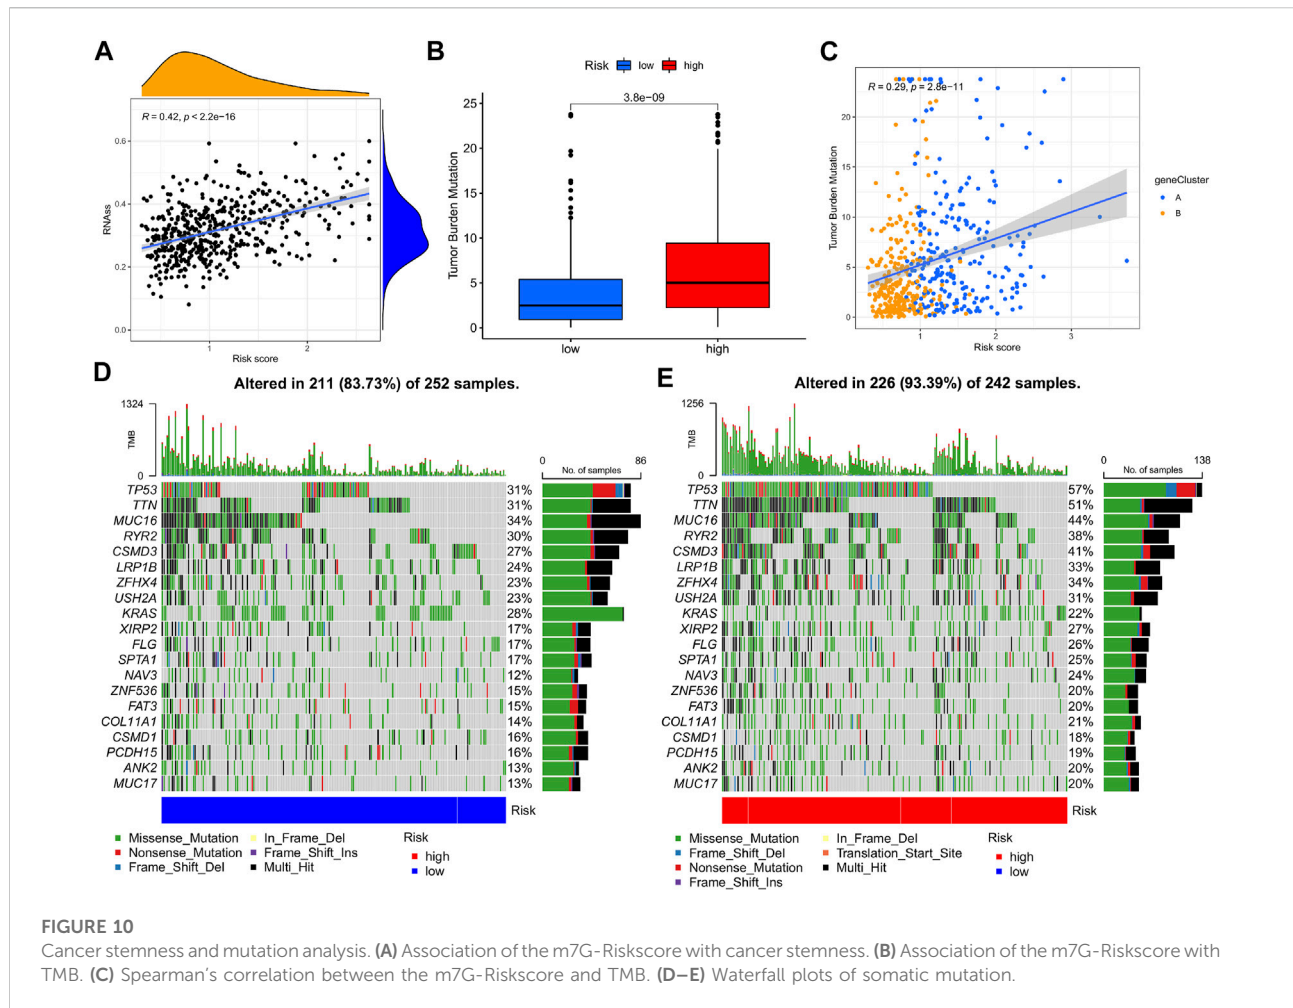 A
R = 0.42, p < 2.2e−16
RNAss
0.6
0.4
0.2
0.0
1
2
Risk score
B
Risk low high
3.8e−09
Tumor Burden Mutation
25
20
15
10
5
0
low
high
C
R = 0.29, p = 2.8e−11
Tumor Burden Mutation
20
15
10
5
0
1
2
3
Risk score
geneCluster
A
B
D
Altered in 211 (83.73%) of 252 samples.
1324
TMB
0
0 86
No. of samples
TP53 31%
TTN 31%
MUC16 34%
RYR2 30%
CSMD3 27%
LRP1B 24%
ZFHX4 23%
USH2A 23%
KRAS 28%
XIRP2 17%
FLG 17%
SPTA1 17%
NAV3 12%
ZNF536 15%
FAT3 15%
COL11A1 14%
CSMD1 16%
PCDH15 16%
ANK2 13%
MUC17 13%
Risk
Missense_Mutation
Nonsense_Mutation
Frame_Shift_Del
In_Frame_Del
Frame_Shift_Ins
Multi_Hit
Risk
high
low
E
Altered in 226 (93.39%) of 242 samples.
1256
TMB
0
0 138
No. of samples
TP53 57%
TTN 51%
MUC16 44%
RYR2 38%
CSMD3 41%
LRP1B 33%
ZFHX4 34%
USH2A 31%
KRAS 22%
XIRP2 27%
FLG 26%
SPTA1 25%
NAV3 24%
ZNF536 20%
FAT3 20%
COL11A1 21%
CSMD1 18%
PCDH15 19%
ANK2 20%
MUC17 20%
Risk
Missense_Mutation
Frame_Shift_Del
Nonsense_Mutation
Frame_Shift_Ins
In_Frame_Del
Translation_Start_Site
Multi_Hit
Risk
high
low
FIGURE 10
Cancer stemness and mutation analysis. (A) Association of the m7G-Riskscore with cancer stemness. (B) Association of the m7G-Riskscore with
TMB. (C) Spearman's correlation between the m7G-Riskscore and TMB. (D–E) Waterfall plots of somatic mutation.